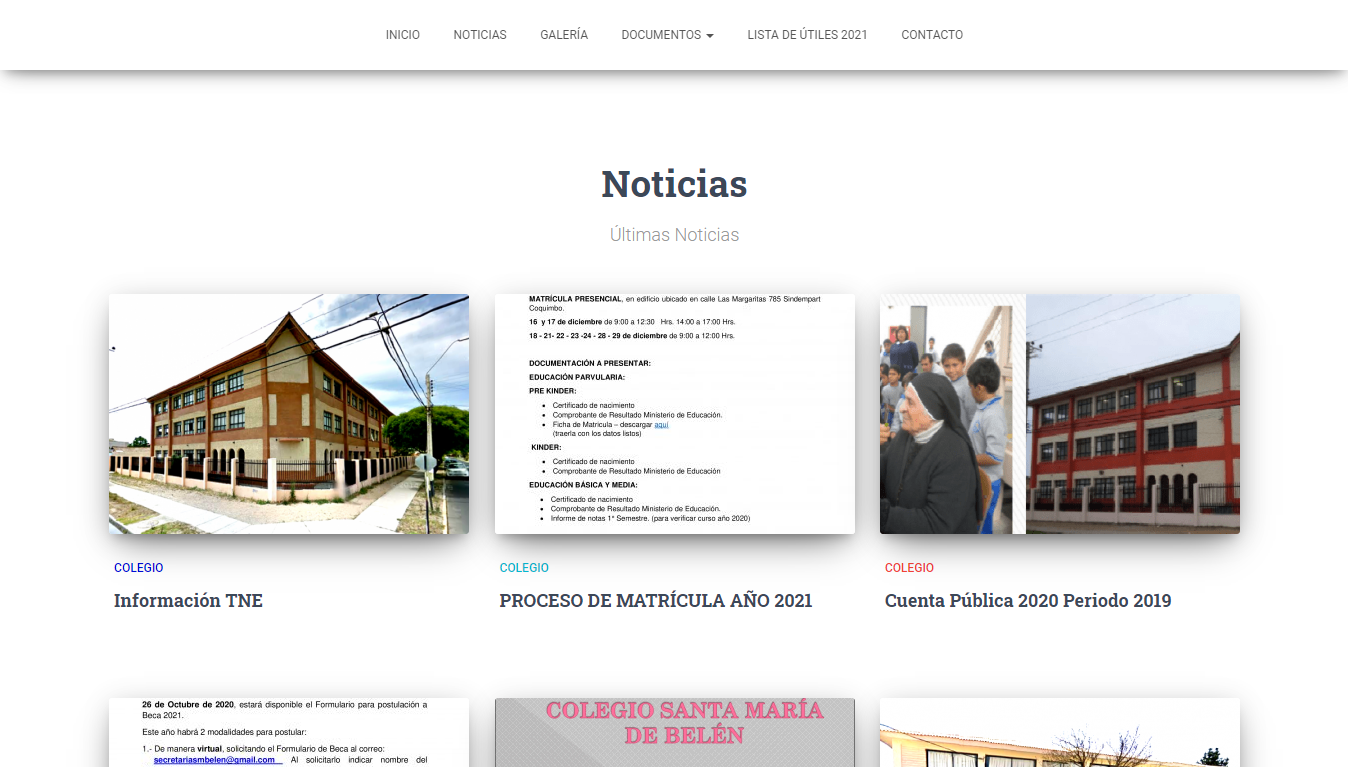 INICIO NOTICIAS GALERÍA DOCUMENTOS LISTA DE ÚTILES 2021 CONTACTO
Noticias
Últimas Noticias
MATRÍCULA PRESENCIAL, en edificio ubicado en calle Las Margaritas 785 Sindempart
Coquimbo.
16 y 17 de diciembre de 9:00 a 12:30 Hrs. 14:00 a 17:00 Hrs.
18 - 21- 22 - 23 -24 - 28 - 29 de diciembre de 9:00 a 12:00 Hrs.
DOCUMENTACIÓN A PRESENTAR:
EDUCACIÓN PARVULARIA:
PRE KINDER:
• Certificado de nacimiento
• Comprobante de Resultado Ministerio de Educación.
• Ficha de Matricula – descargar aquí
(traerla con los datos listos)
KINDER:
• Certificado de nacimiento
• Comprobante de Resultado Ministerio de Educación
EDUCACIÓN BÁSICA Y MEDIA:
• Certificado de nacimiento
• Comprobante de Resultado Ministerio de Educación.
• Informe de notas 1° Semestre. (para verificar curso año 2020)
COLEGIO
Información TNE
COLEGIO
PROCESO DE MATRÍCULA AÑO 2021
COLEGIO
Cuenta Pública 2020 Periodo 2019
26 de Octubre de 2020, estará disponible el Formulario para postulación a
Beca 2021.
Este año habrá 2 modalidades para postular:
1.- De manera virtual, solicitando el Formulario de Beca al correo:
secretariasmbelen@gmail.com Al solicitarlo indicar nombre del
COLEGIO SANTA MARÍA
DE BELÉN